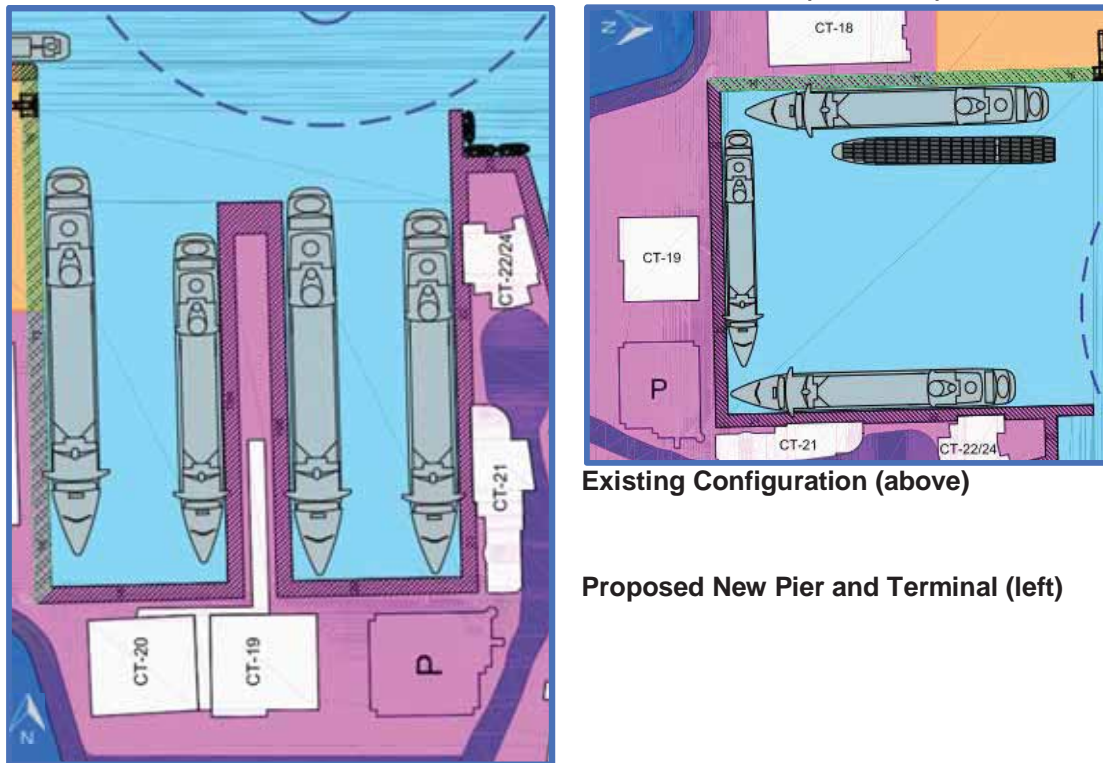 CT-22/24
CT-21
CT-20
CT-19
P
N
N
CT-18
CT-19
P
CT-21
CT-22/24
Existing Configuration (above)
Proposed New Pier and Terminal (left)